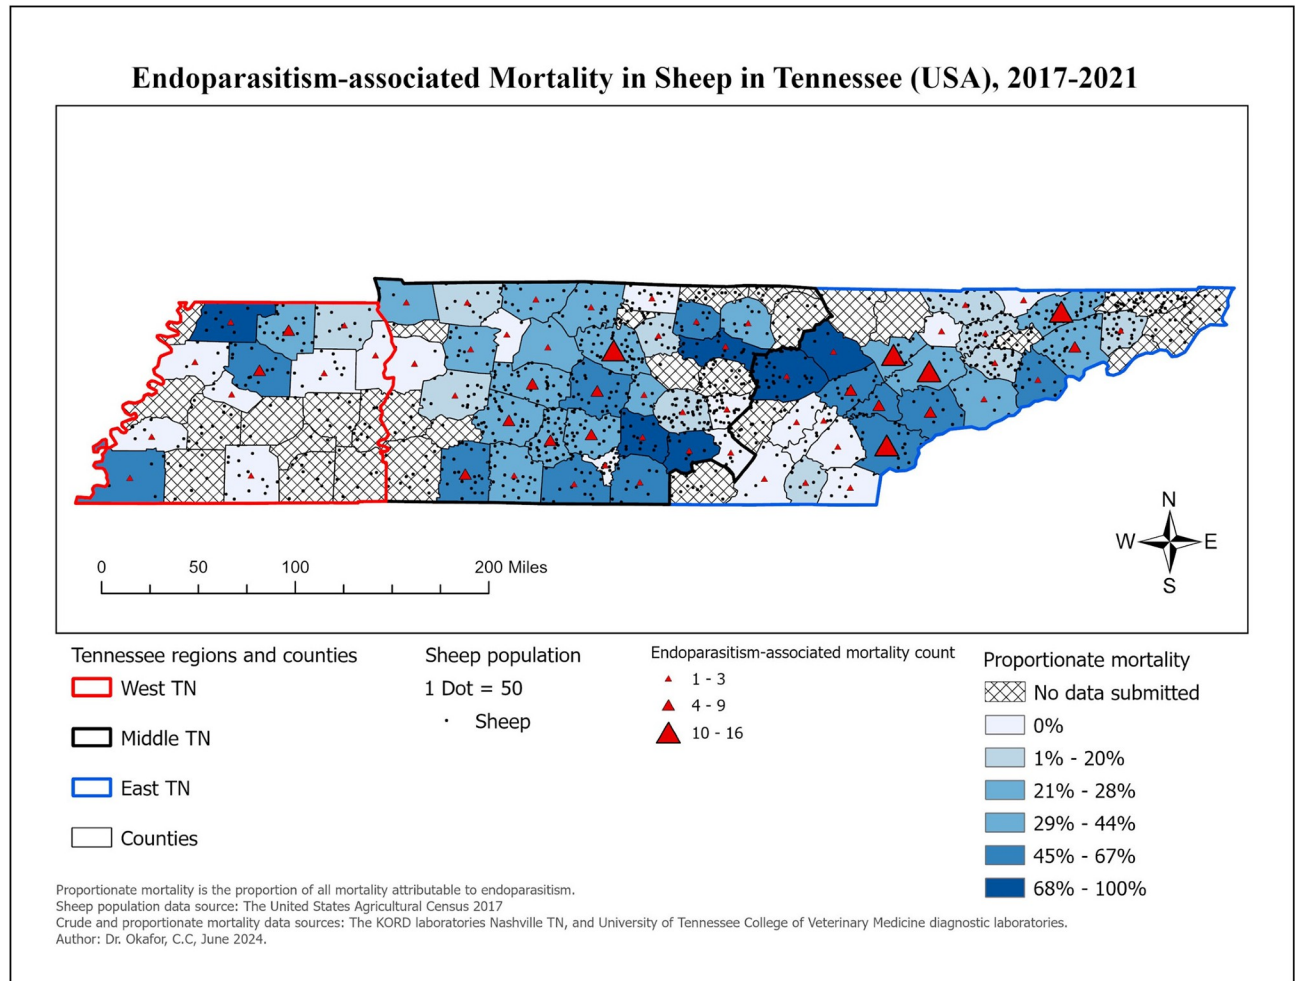 Endoparasitism-associated Mortality in Sheep in Tennessee (USA), 2017-2021
N
W E
S
0 50 100 200 Miles
Tennessee regions and counties
West TN
Middle TN
East TN
Counties
Sheep population
1 Dot = 50
Sheep
Endoparasitism-associated mortality count
1 - 3
4 - 9
10 - 16
Proportionate mortality
No data submitted
0%
1% - 20%
21% - 28%
29% - 44%
45% - 67%
68% - 100%
Proportionate mortality is the proportion of all mortality attributable to endoparasitism.
Sheep population data source: The United States Agricultural Census 2017
Crude and proportionate mortality data sources: The KORD laboratories Nashville TN, and University of Tennessee College of Veterinary Medicine diagnostic laboratories.
Author: Dr. Okafor, C.C, June 2024.